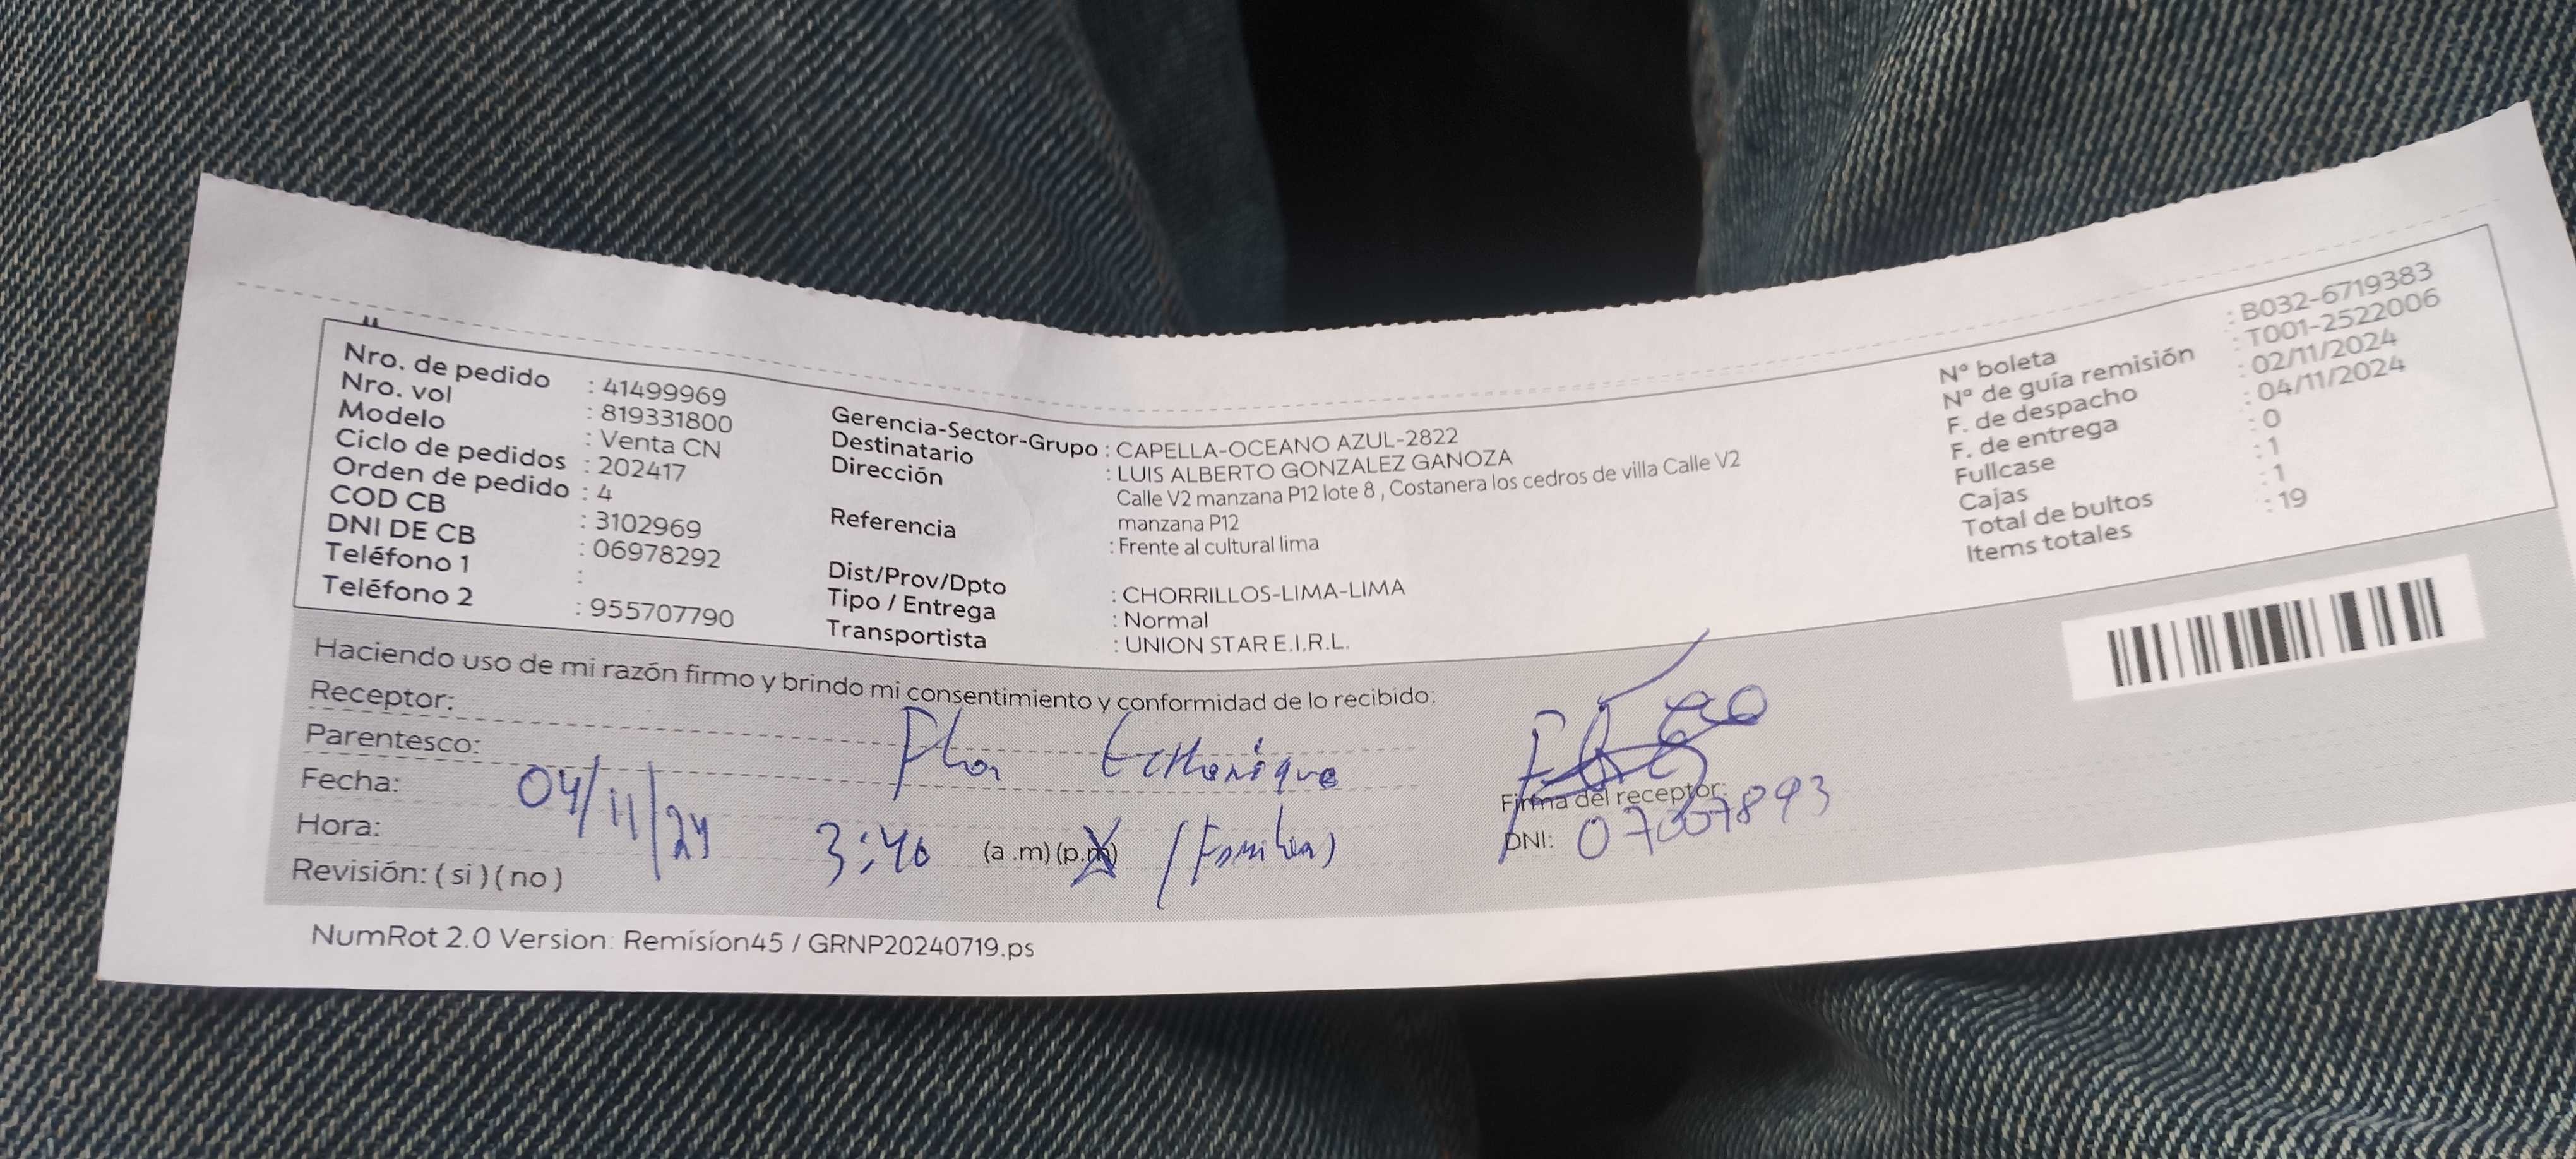 Nro. de pedido : 41499969
Nro. vol : 819331800
Modelo : Venta CN
Ciclo de pedidos : 202417
Orden de pedido : 4
COD CB : 3102969
DNI DE CB : 06978292
Teléfono 1 :
Teléfono 2 : 955707790
Gerencia-Sector-Grupo : CAPELLA-OCEANO AZUL-2822
Destinatario : LUIS ALBERTO GONZALEZ GANOZA
Dirección : Calle V2 manzana P12 lote 8 , Costanera los cedros de villa Calle V2
manzana P12
Referencia : Frente al cultural lima
Dist/Prov/Dpto : CHORRILLOS-LIMA-LIMA
Tipo / Entrega : Normal
Transportista : UNION STAR E.I.R.L.
N° boleta : B032-6719383
N° de guía remisión : T001-2522006
F. de despacho : 02/11/2024
F. de entrega : 04/11/2024
Fullcase : 0
Cajas : 1
Total de bultos : 1
Items totales : 19
Haciendo uso de mi razón firmo y brindo mi consentimiento y conformidad de lo recibido:
Receptor: Flor
Parentesco:
Fecha: 04/11/24
Hora: 3:40 (a .m) (p.m)
Revisión: ( si ) ( no )
Firma del receptor:
DNI:
NumRot 2.0 Version: Remisión45 / GRNP20240719.ps